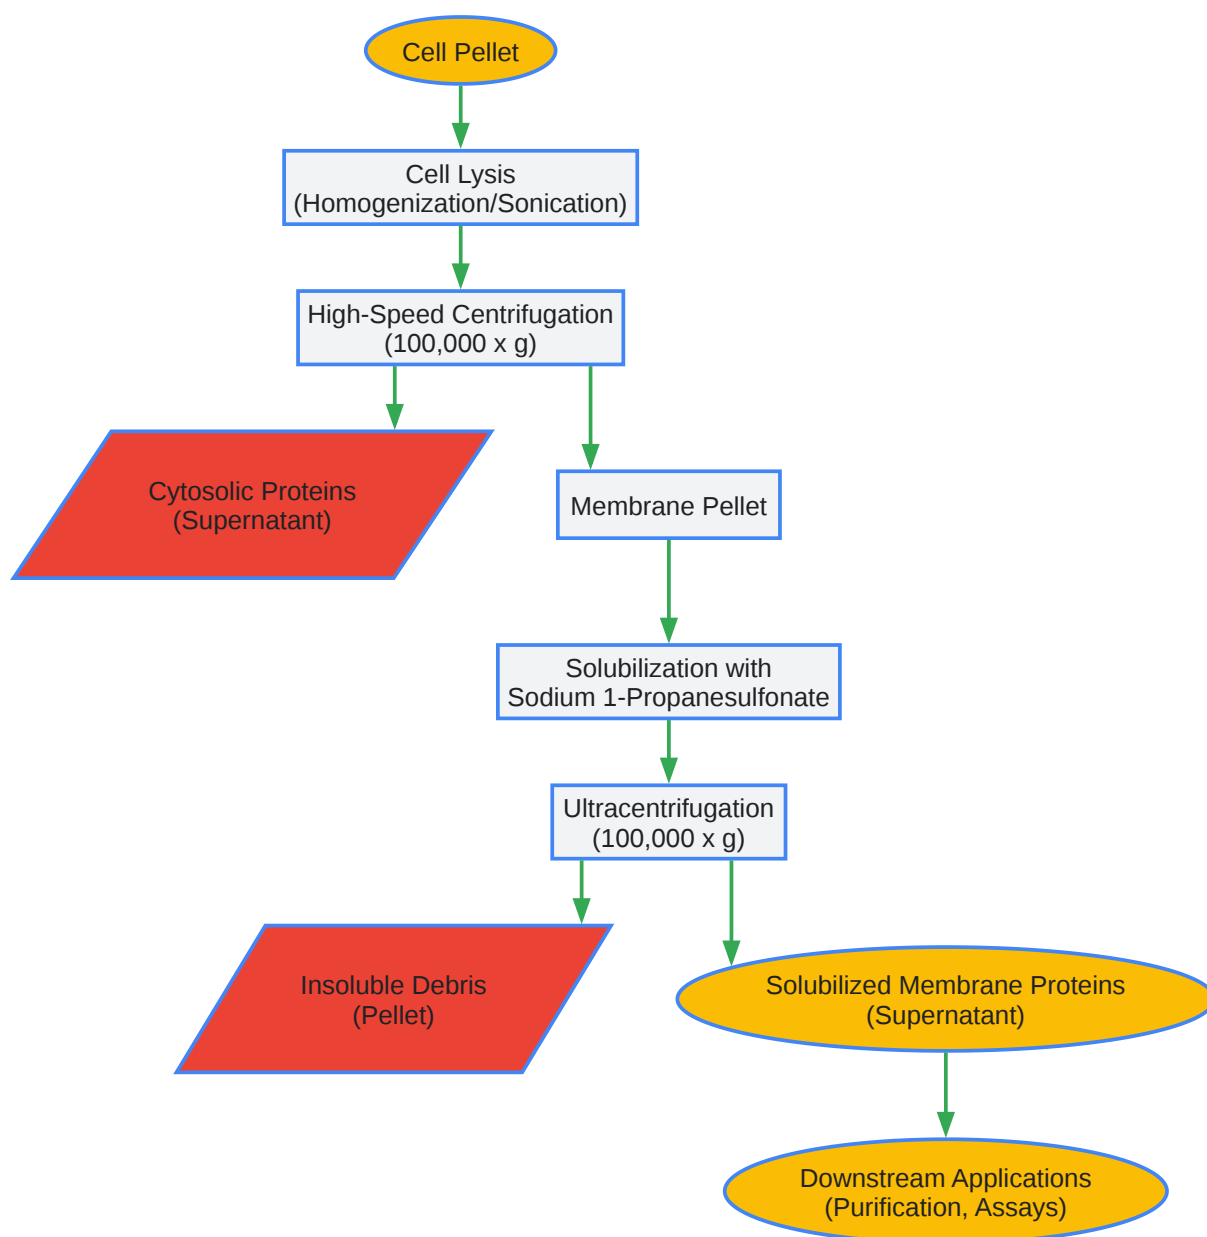 Cell Pellet
Cell Lysis
(Homogenization/Sonication)
High-Speed Centrifugation
(100,000 x g)
Cytosolic Proteins
(Supernatant)
Membrane Pellet
Solubilization with
Sodium 1-Propanesulfonate
Ultracentrifugation
(100,000 x g)
Insoluble Debris
(Pellet)
Solubilized Membrane Proteins
(Supernatant)
Downstream Applications
(Purification, Assays)